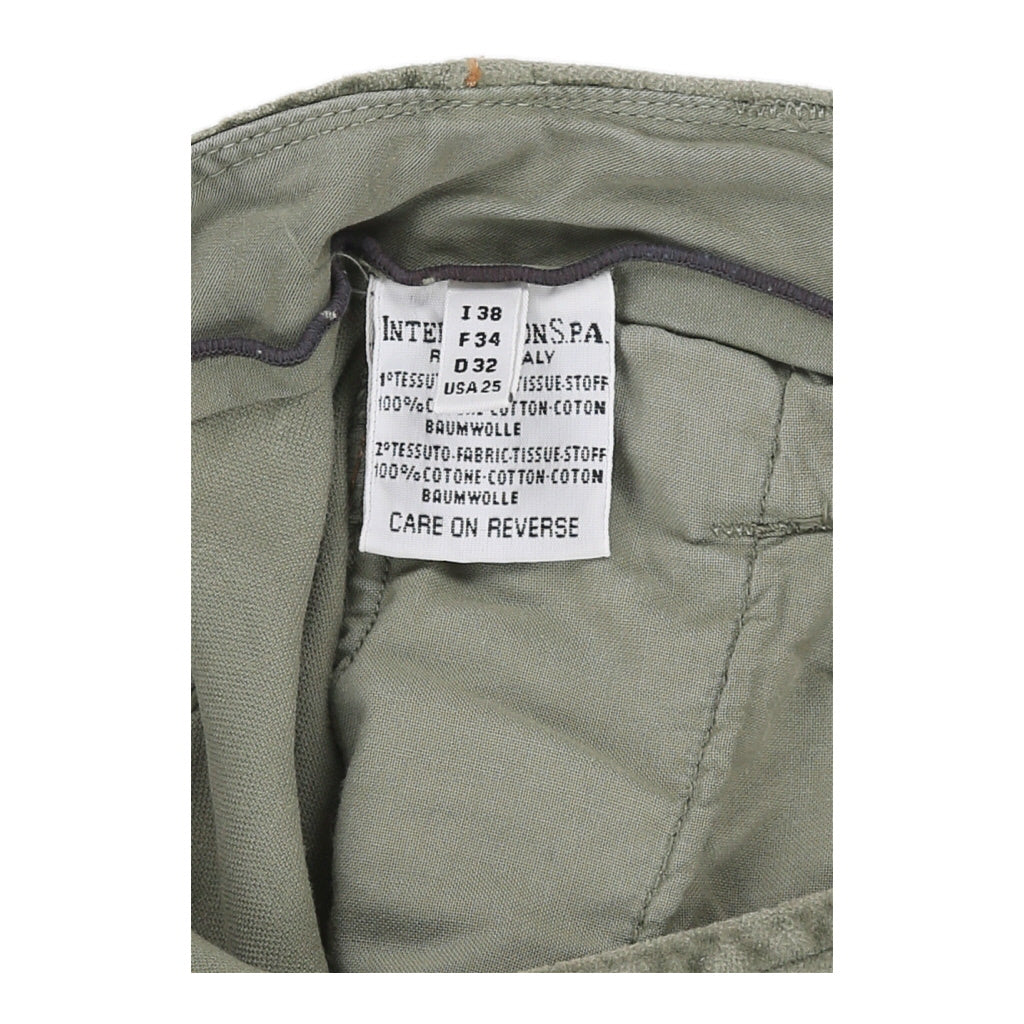 I 38
F 34
D 32
USA 25
S.P.A.
TISSUE-STOFF
100% COTTON-COTON
BAUMWOLLE
2° TESSUTO-FABRIC-TISSUE-STOFF
100% COTONE-COTTON-COTON
BAUMWOLLE
CARE ON REVERSE